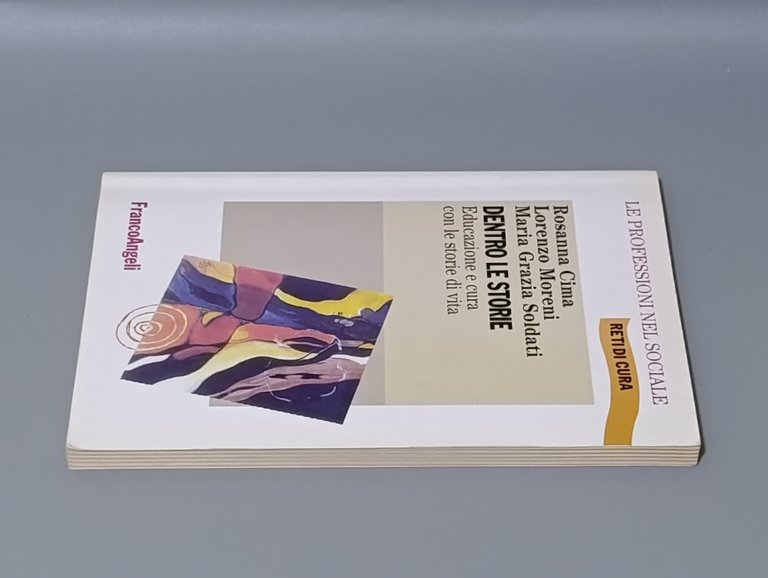 LE PROFESSIONI NEL SOCIALE
RETI DI CURA
Rosanna Cima
Lorenzo Moreni
Maria Grazia Soldati
DENTRO LE STORIE
Educazione e cura
con le storie di vita
FrancoAngeli